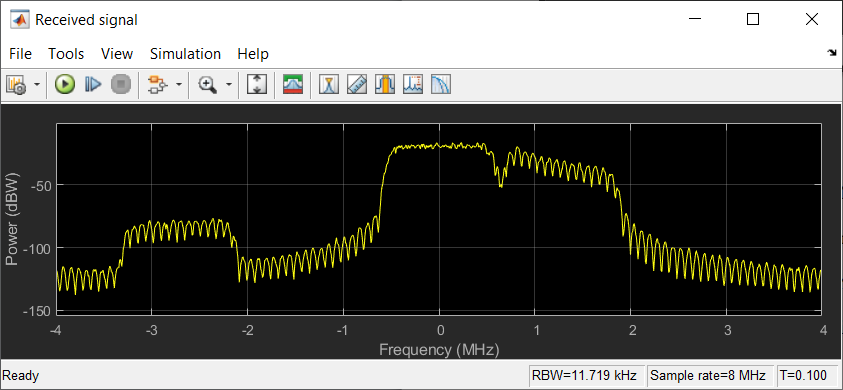 Received signal
File Tools View Simulation Help
Power (dBW)
-50
-100
-150
-4 -3 -2 -1 0 1 2 3 4
Frequency (MHz)
Ready RBW=11.719 kHz Sample rate=8 MHz T=0.100